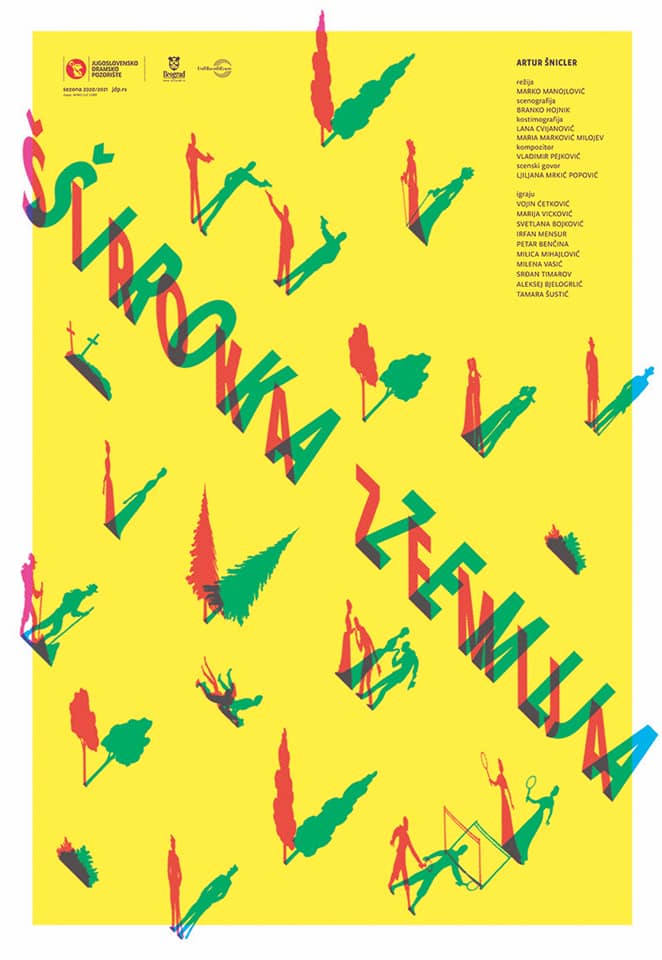 JUGOSLOVENSKO
DRAMSKO
POZORIŠTE
Beograd
sezona 2020/2021 jdp.rs
ARTUR ŠNICLER
režija
MARKO MANOJLOVIĆ
scenografija
BRANKO HOJNIK
kostimografija
LANA CVIJANOVIĆ
MARIA MARKOVIĆ MILOJEV
kompozitor
VLADIMIR PEJKOVIĆ
scenski govor
LJILJANA MRKIĆ POPOVIĆ
igraju
VOJIN ĆETKOVIĆ
MARIJA VICKOVIĆ
SVETLANA BOJKOVIĆ
IRFAN MENSUR
PETAR BENČINA
MILICA MIHAJLOVIĆ
MILENA VASIĆ
SRĐAN TIMAROV
ALEKSEJ BJELOGRLIĆ
TAMARA ŠUSTIĆ
ŠIROKA
ZEMLJA